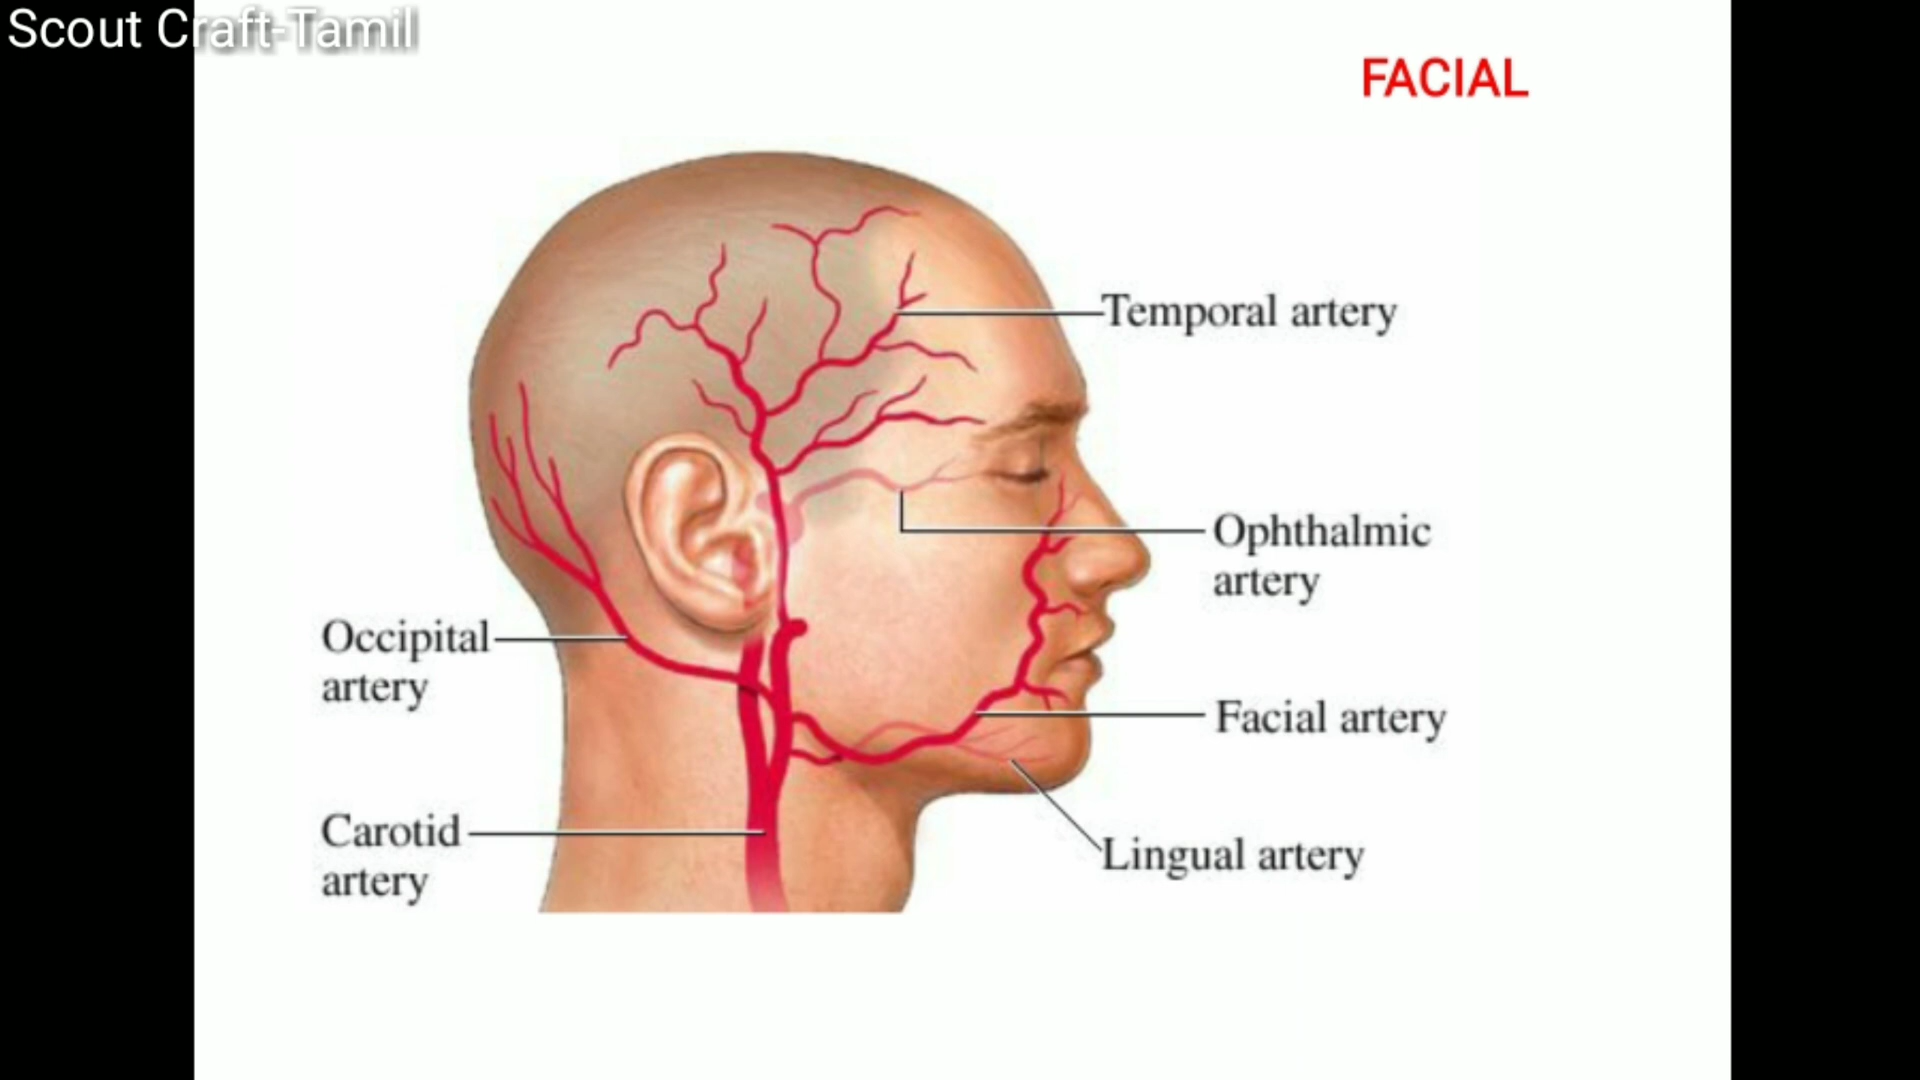 Scout Craft-Tamil
FACIAL
Temporal artery
Ophthalmic
artery
Occipital
artery
Facial artery
Carotid
artery
Lingual artery